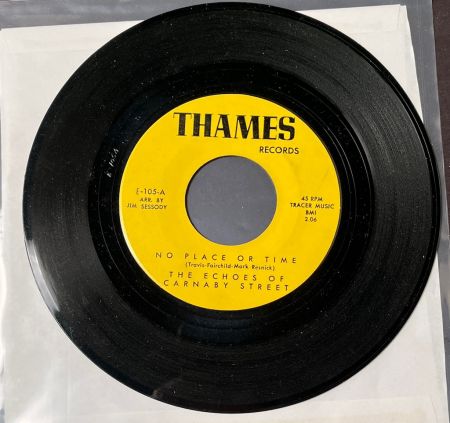 THAMES
RECORDS
E-105-A
ARR. BY
JIM SESSODY
45 RPM
TRACER MUSIC
BMI
2.06
NO PLACE OR TIME
(Travis-Fairchild-Mark Resnick)
THE ECHOES OF
CARNABY STREET